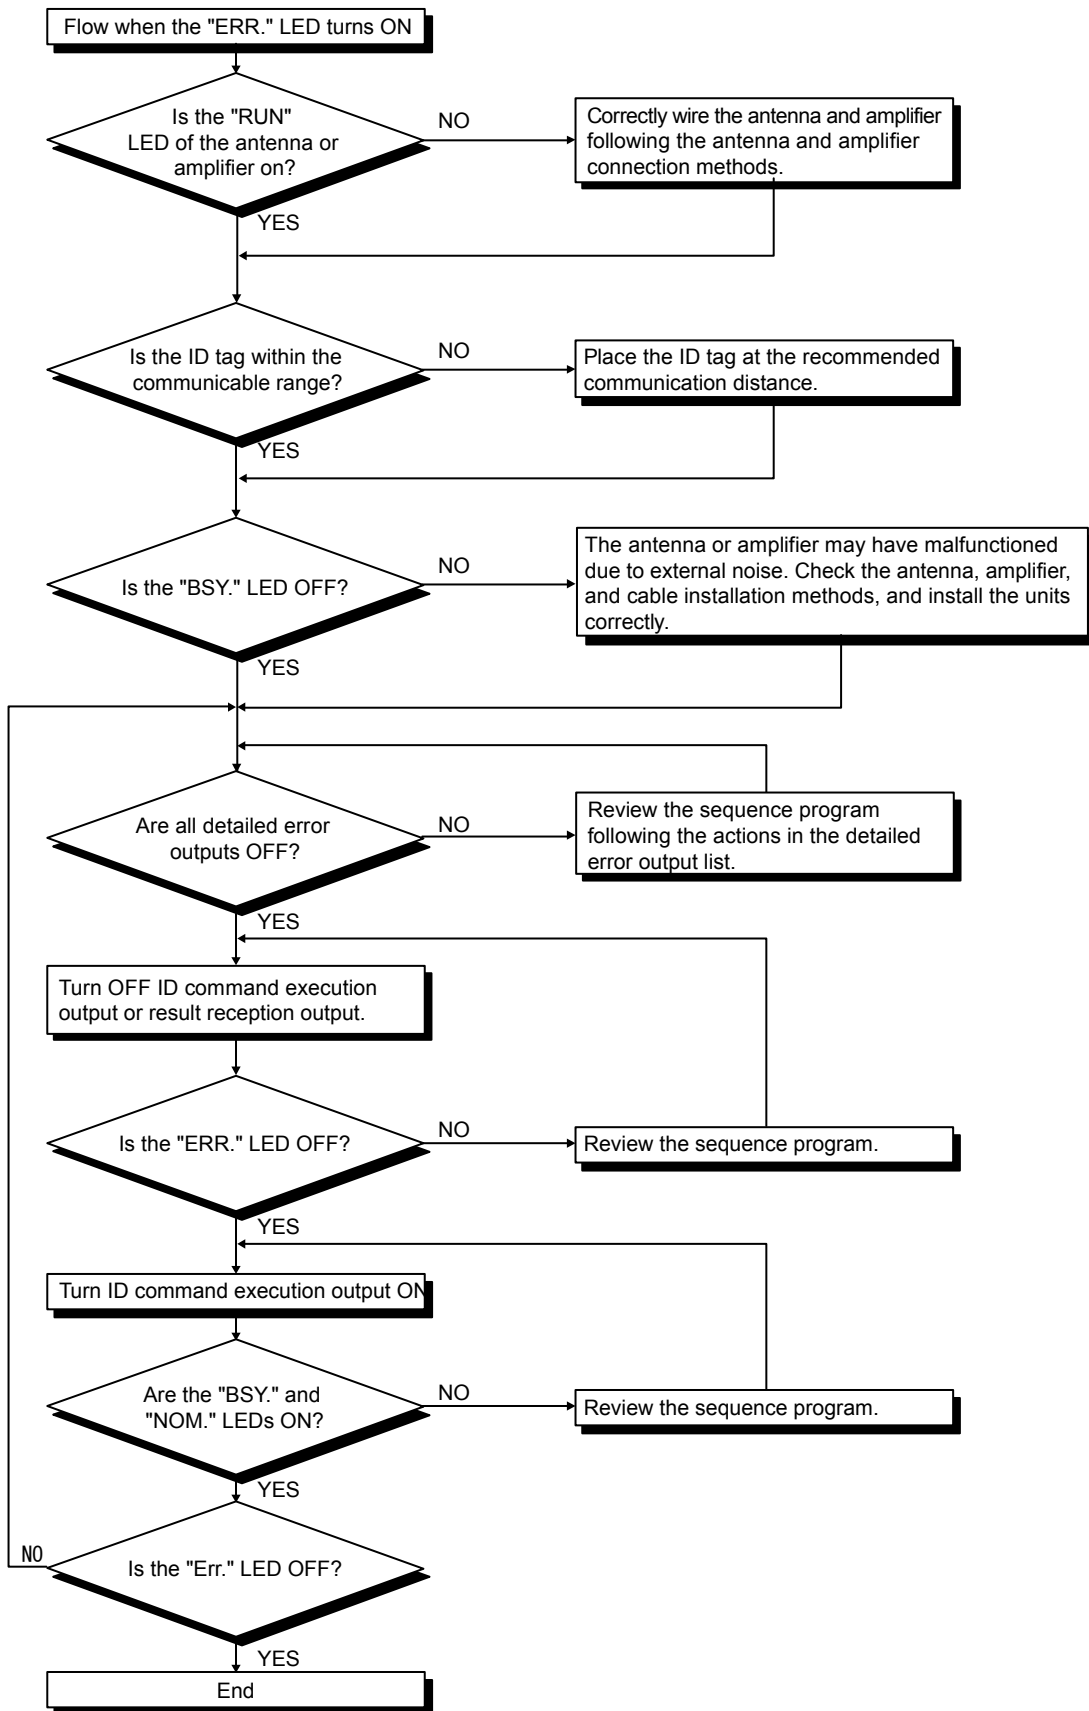 Flow when the "ERR." LED turns ON
Is the "RUN"
LED of the antenna or
amplifier on?
NO
Correctly wire the antenna and amplifier
following the antenna and amplifier
connection methods.
YES
Is the ID tag within the
communicable range?
NO
Place the ID tag at the recommended
communication distance.
YES
Is the "BSY." LED OFF?
NO
The antenna or amplifier may have malfunctioned
due to external noise. Check the antenna, amplifier,
and cable installation methods, and install the units
correctly.
YES
Are all detailed error
outputs OFF?
NO
Review the sequence program
following the actions in the detailed
error output list.
YES
Turn OFF ID command execution
output or result reception output.
Is the "ERR." LED OFF?
NO
Review the sequence program.
YES
Turn ID command execution output ON
Are the "BSY." and
"NOM." LEDs ON?
NO
Review the sequence program.
YES
Is the "Err." LED OFF?
NO
YES
End